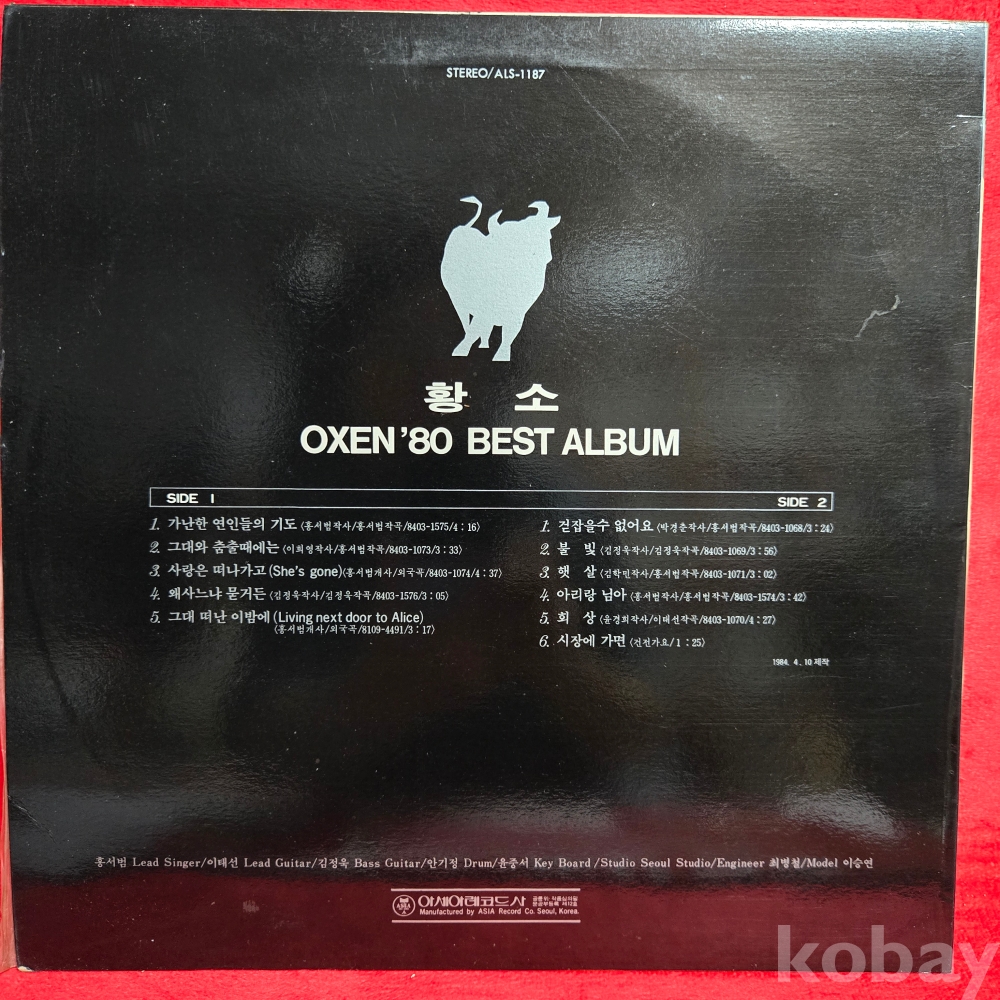 STEREO/ALS-1187
황 소
OXEN '80 BEST ALBUM
SIDE 1
1. 가난한 연인들의 기도 (홍서범작사/홍서범작곡/8403-1575/4:16)
2. 그대와 춤출때에는 (이희영작사/홍서범작곡/8403-1073/3:33)
3. 사랑은 떠나가고 (She's gone)(홍서범개사/외국곡/8403-1074/4:37)
4. 왜사느냐 묻거든 (김정욱작사/김정욱작곡/8403-1576/3:05)
5. 그대 떠난 이밤에 (Living next door to Alice)
(홍서범개사/외국곡/8109-4491/3:17)
SIDE 2
1. 걷잡을수 없어요 (박경춘작사/홍서범작곡/8403-1068/3:24)
2. 불 빛 (김정욱작사/김정욱작곡/8403-1069/3:56)
3. 햇 살 (김학민작사/홍서범작곡/8403-1071/3:02)
4. 아리랑 님아 (홍서범작사/홍서범작곡/8403-1574/3:42)
5. 회 상 (윤경희작사/이태선작곡/8403-1070/4:27)
6. 시장에 가면 (건전가요/1:25)
1984. 4. 10 제작
홍서범 Lead Singer/이태선 Lead Guitar/김정욱 Bass Guitar/안기정 Drum/윤중서 Key Board/Studio Seoul Studio/Engineer 최병철/Model 이승연
ASIA
아세아레코드사
Manufactured by ASIA Record Co. Seoul, Korea.
kobay